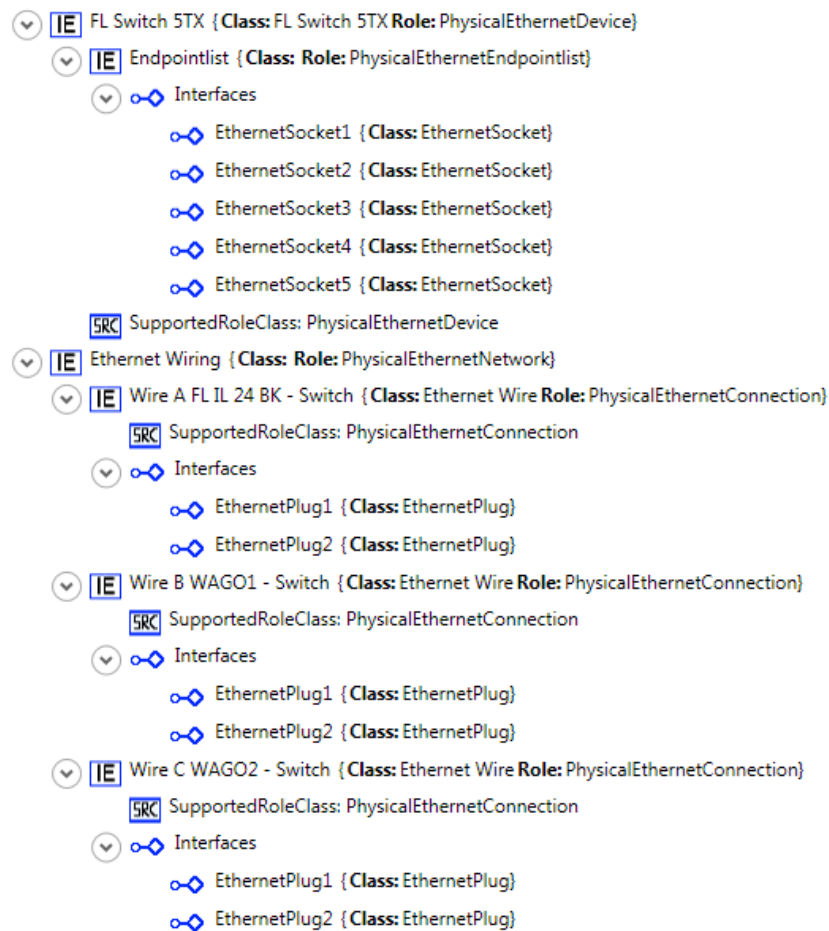 IE FL Switch 5TX {Class: FL Switch 5TX Role: PhysicalEthernetDevice}
IE Endpointlist {Class: Role: PhysicalEthernetEndpointlist}
Interfaces
EthernetSocket1 {Class: EthernetSocket}
EthernetSocket2 {Class: EthernetSocket}
EthernetSocket3 {Class: EthernetSocket}
EthernetSocket4 {Class: EthernetSocket}
EthernetSocket5 {Class: EthernetSocket}
SRC SupportedRoleClass: PhysicalEthernetDevice
IE Ethernet Wiring {Class: Role: PhysicalEthernetNetwork}
IE Wire A FL IL 24 BK - Switch {Class: Ethernet Wire Role: PhysicalEthernetConnection}
SRC SupportedRoleClass: PhysicalEthernetConnection
Interfaces
EthernetPlug1 {Class: EthernetPlug}
EthernetPlug2 {Class: EthernetPlug}
IE Wire B WAGO1 - Switch {Class: Ethernet Wire Role: PhysicalEthernetConnection}
SRC SupportedRoleClass: PhysicalEthernetConnection
Interfaces
EthernetPlug1 {Class: EthernetPlug}
EthernetPlug2 {Class: EthernetPlug}
IE Wire C WAGO2 - Switch {Class: Ethernet Wire Role: PhysicalEthernetConnection}
SRC SupportedRoleClass: PhysicalEthernetConnection
Interfaces
EthernetPlug1 {Class: EthernetPlug}
EthernetPlug2 {Class: EthernetPlug}